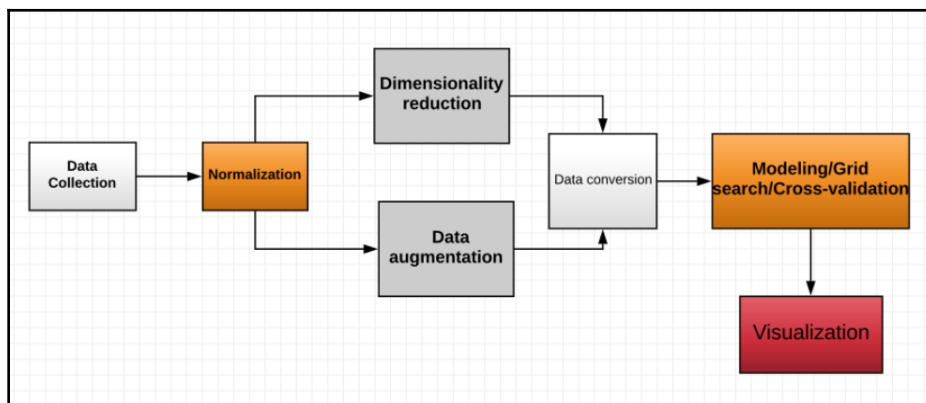 Dimensionality
reduction
Data
Collection
Normalization
Data conversion
Modeling/Grid
search/Cross-validation
Data
augmentation
Visualization